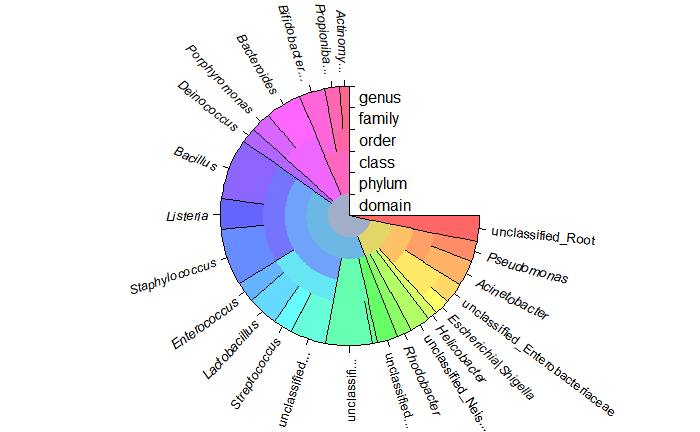 Actinomy...
Propioniba...
Bifidobacter...
Bacteroides
Porphyromonas
Deinococcus
Bacillus
Listeria
Staphylococcus
Enterococcus
Lactobacillus
Streptococcus
unclassified...
unclassifi...
unclassified...
Rhodobacter
unclassified_Neis...
Helicobacter
Escherichia|Shigella
unclassified_Enterobacteriaceae
Acinetobacter
Pseudomonas
unclassified_Root
genus
family
order
class
phylum
domain